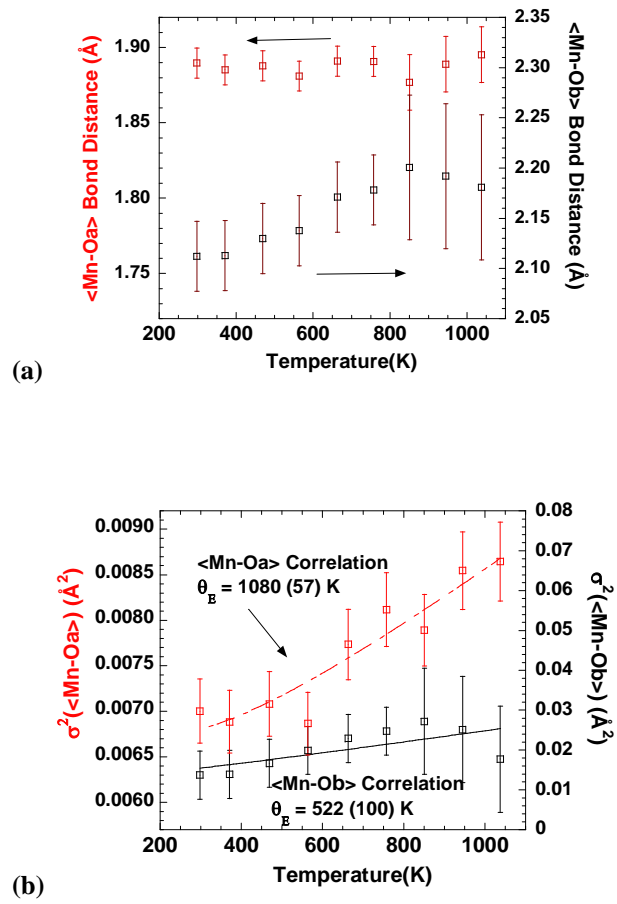 <Mn-Oa> Bond Distance (Å)
1.90
1.85
1.80
1.75
2.35
2.30
2.25
2.20
2.15
2.10
2.05
<Mn-Ob> Bond Distance (Å)
200 400 600 800 1000
Temperature(K)
(a)
σ²(<Mn-Oa>) (Å²)
0.0090
0.0085
0.0080
0.0075
0.0070
0.0065
0.0060
<Mn-Oa> Correlation
θ_E = 1080 (57) K
<Mn-Ob> Correlation
θ_E = 522 (100) K
0.08
0.07
0.06
0.05
0.04
0.03
0.02
0.01
0
σ²(<Mn-Ob>) (Å²)
200 400 600 800 1000
Temperature(K)
(b)